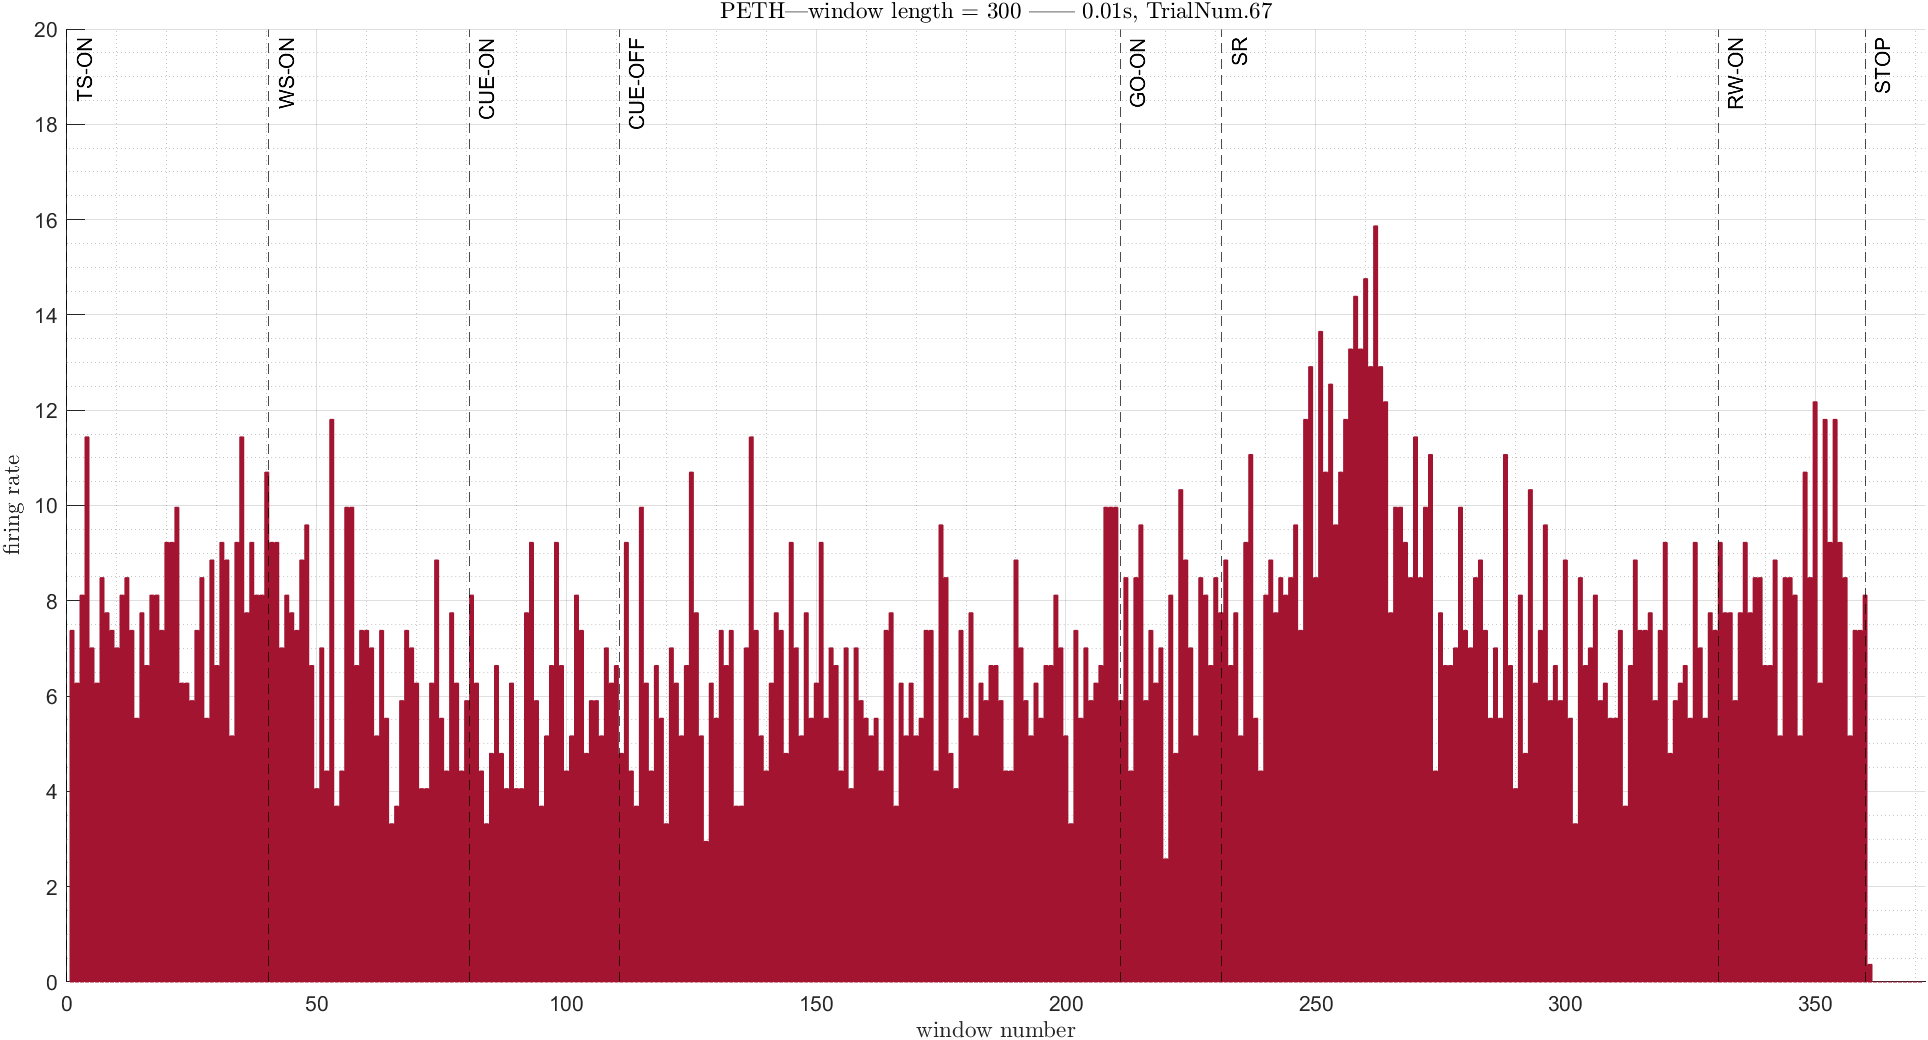 PETH—window length = 300 —— 0.01s, TrialNum.67
20
18
16
14
12
10
8
6
4
2
0
firing rate
TS-ON
WS-ON
CUE-ON
CUE-OFF
GO-ON
SR
RW-ON
STOP
0 50 100 150 200 250 300 350
window number